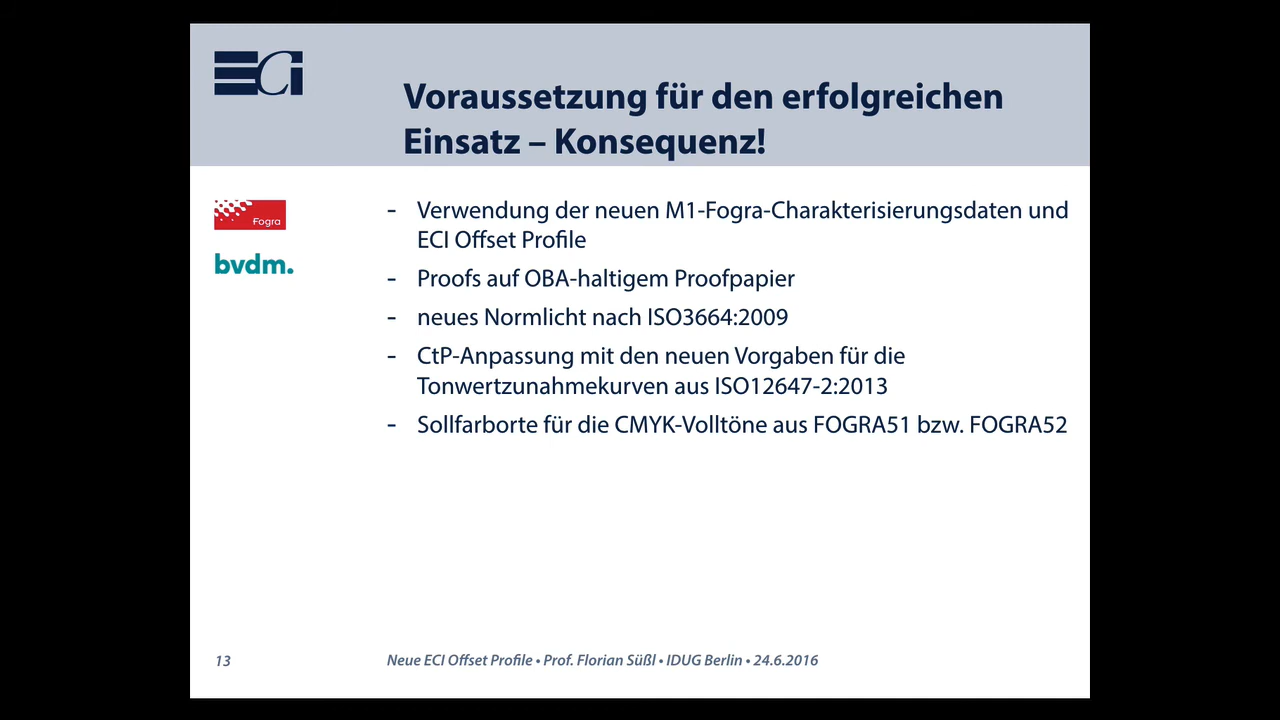 ECI
Voraussetzung für den erfolgreichen
Einsatz – Konsequenz!
Fogra
bvdm.
- Verwendung der neuen M1-Fogra-Charakterisierungsdaten und
ECI Offset Profile
- Proofs auf OBA-haltigem Proofpapier
- neues Normlicht nach ISO3664:2009
- CtP-Anpassung mit den neuen Vorgaben für die
Tonwertzunahmekurven aus ISO12647-2:2013
- Sollfarborte für die CMYK-Volltöne aus FOGRA51 bzw. FOGRA52
13
Neue ECI Offset Profile • Prof. Florian Süßl • IDUG Berlin • 24.6.2016